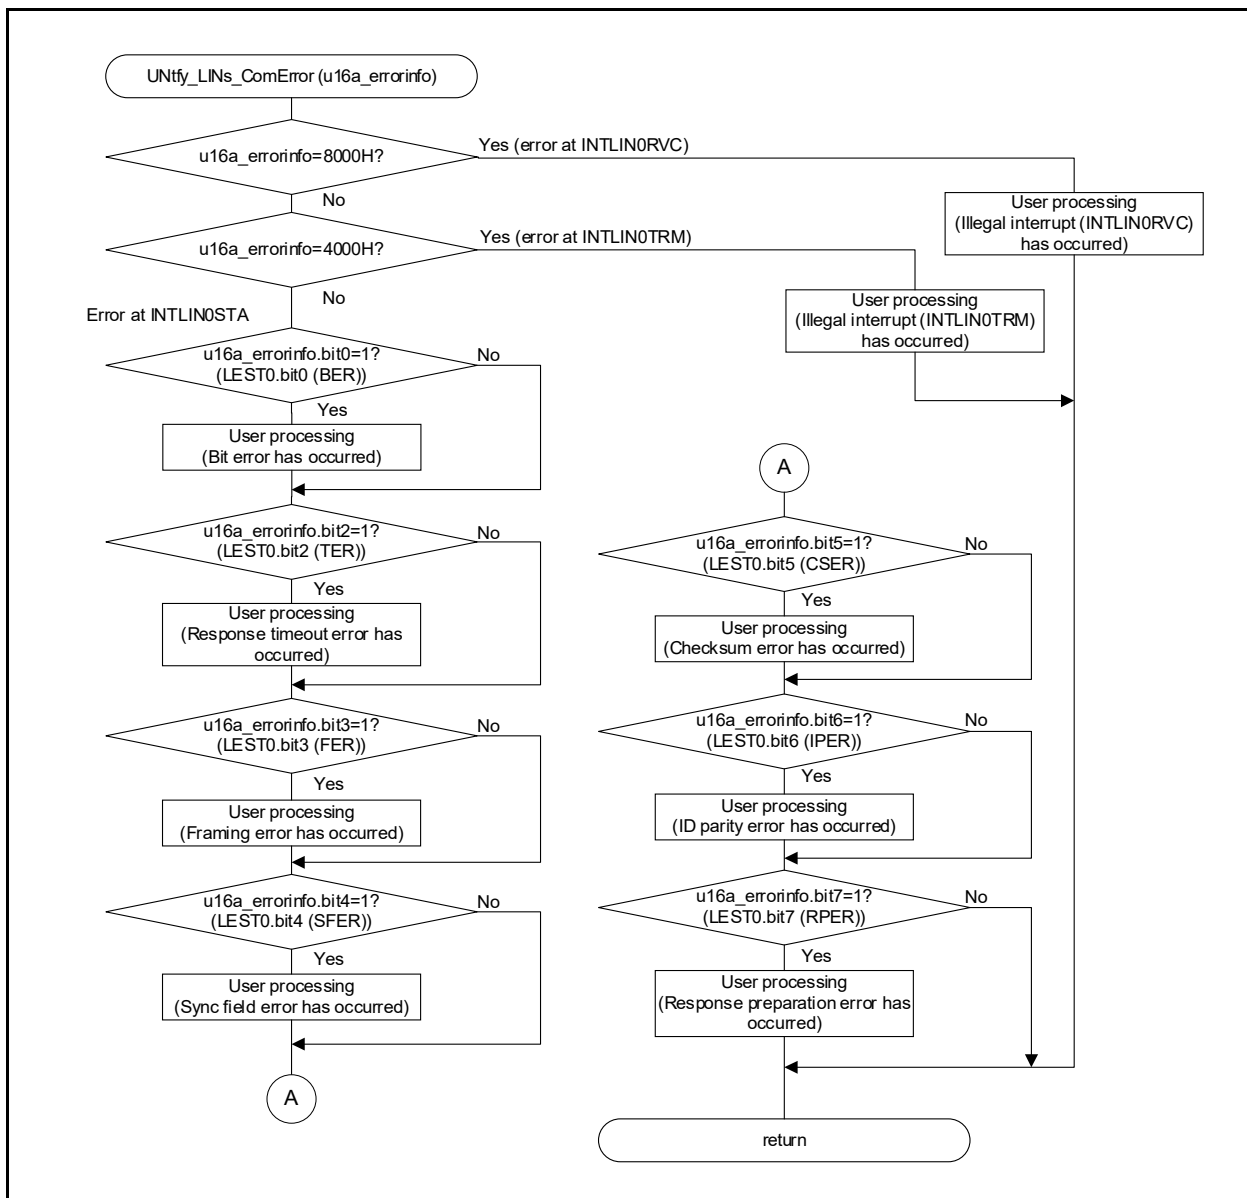 UNtfy_LINs_ComError (u16a_errorinfo)
u16a_errorinfo=8000H?
Yes (error at INTLIN0RVC)
No
User processing
(Illegal interrupt (INTLIN0RVC)
has occurred)
u16a_errorinfo=4000H?
Yes (error at INTLIN0TRM)
No
User processing
(Illegal interrupt (INTLIN0TRM)
has occurred)
Error at INTLIN0STA
u16a_errorinfo.bit0=1?
(LEST0.bit0 (BER))
No
Yes
User processing
(Bit error has occurred)
u16a_errorinfo.bit2=1?
(LEST0.bit2 (TER))
No
Yes
User processing
(Response timeout error has
occurred)
u16a_errorinfo.bit3=1?
(LEST0.bit3 (FER))
No
Yes
User processing
(Framing error has occurred)
u16a_errorinfo.bit4=1?
(LEST0.bit4 (SFER))
No
Yes
User processing
(Sync field error has occurred)
A
A
u16a_errorinfo.bit5=1?
(LEST0.bit5 (CSER))
No
Yes
User processing
(Checksum error has occurred)
u16a_errorinfo.bit6=1?
(LEST0.bit6 (IPER))
No
Yes
User processing
(ID parity error has occurred)
u16a_errorinfo.bit7=1?
(LEST0.bit7 (RPER))
No
Yes
User processing
(Response preparation error has
occurred)
return